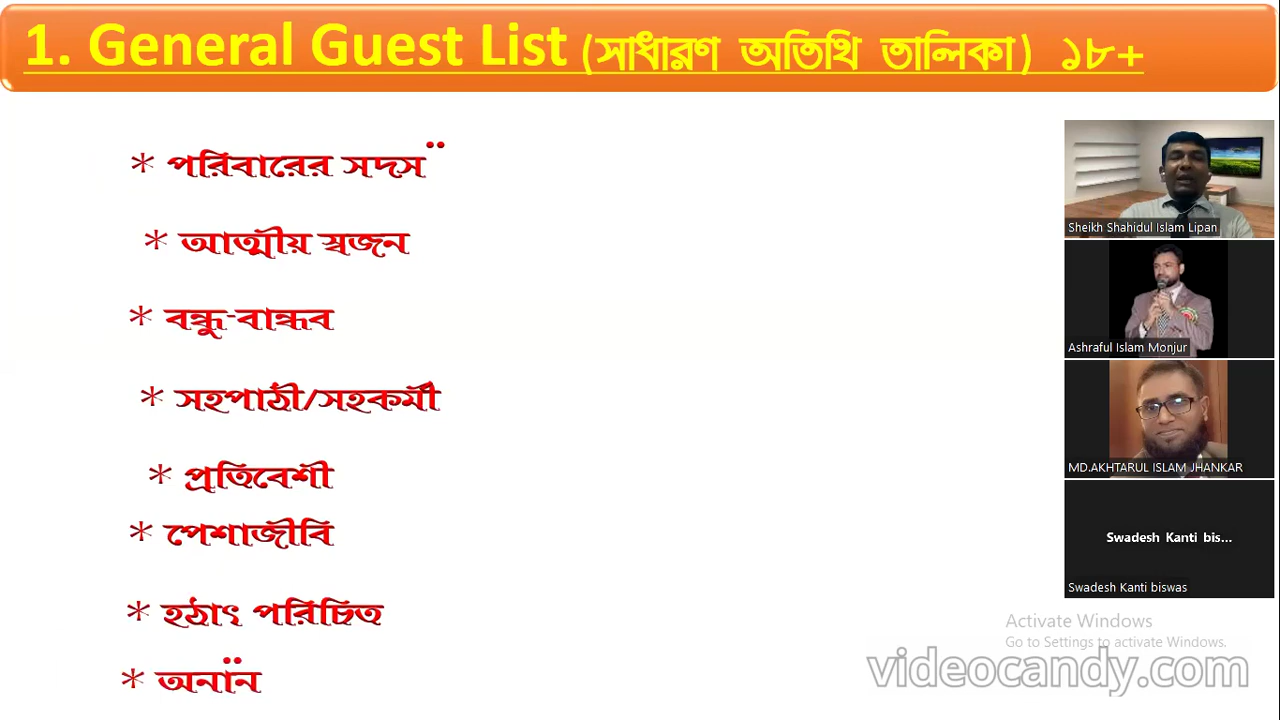 1. General Guest List (সাধারণ অতিথি তালিকা) ১৮+
* পরিবারের সদস¨
* আত্মীয় স্বজন
* বন্ধু-বান্ধব
* সহপাঠী/সহকর্মী
* প্রতিবেশী
* পেশাজীবি
* হঠাৎ পরিচিত
* অনা¨ন
Sheikh Shahidul Islam Lipan
Ashraful Islam Monjur
MD.AKHTARUL ISLAM JHANKAR
Swadesh Kanti bis...
Swadesh Kanti biswas
Activate Windows
Go to Settings to activate Windows.
videocandy.com